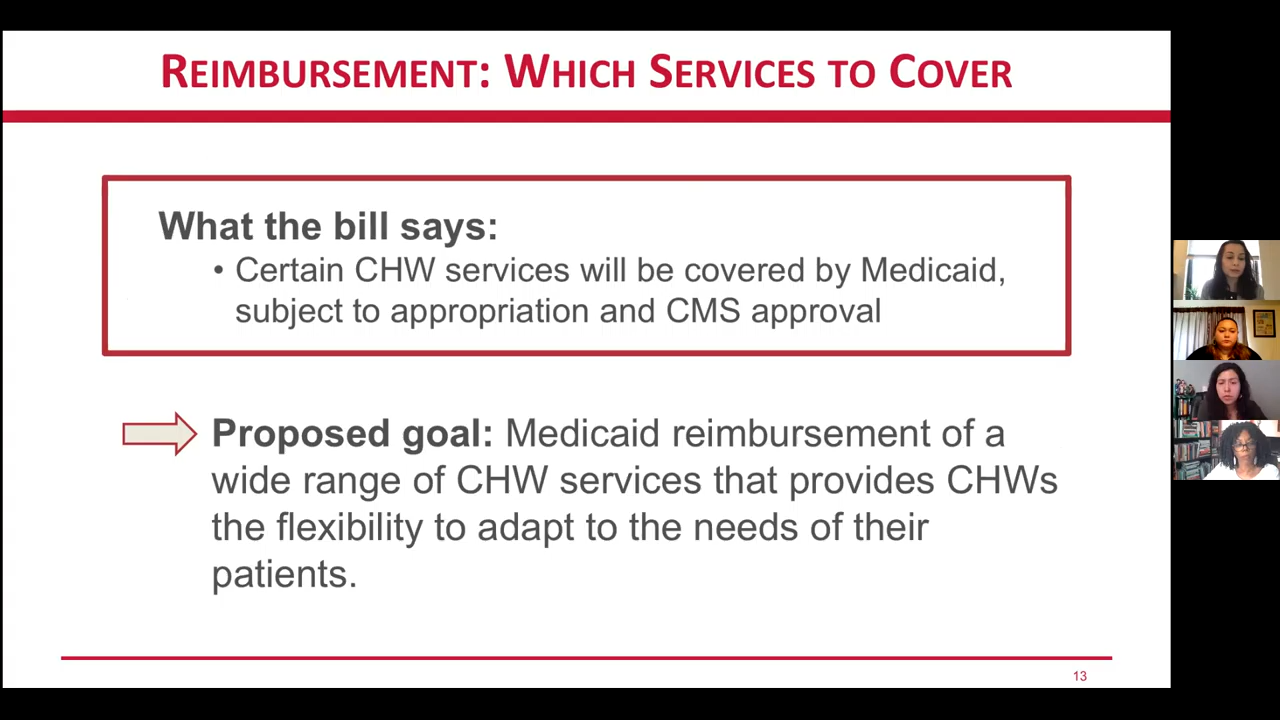 REIMBURSEMENT: WHICH SERVICES TO COVER
What the bill says:
• Certain CHW services will be covered by Medicaid,
subject to appropriation and CMS approval
Proposed goal: Medicaid reimbursement of a
wide range of CHW services that provides CHWs
the flexibility to adapt to the needs of their
patients.
13